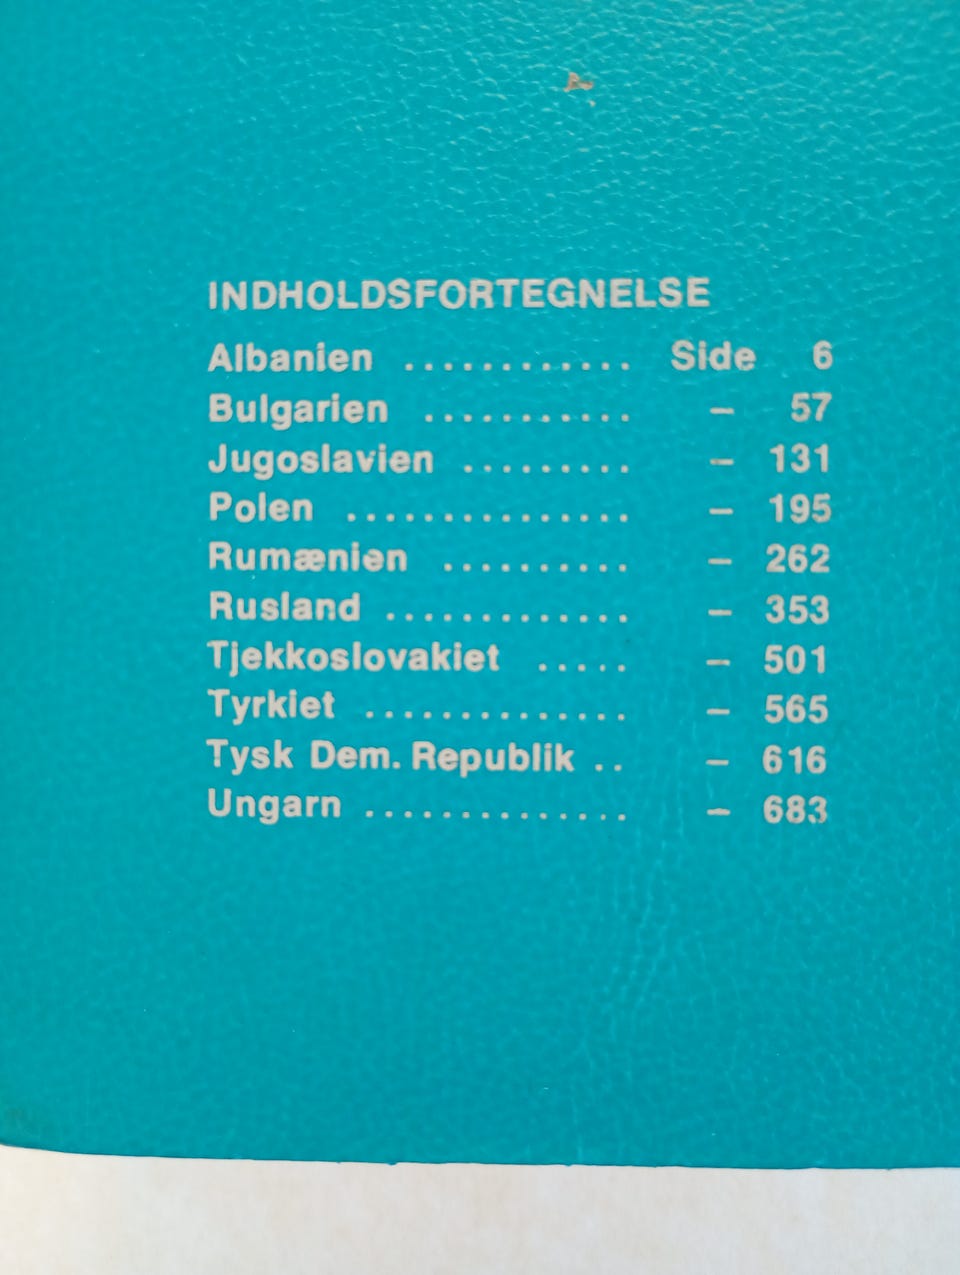 INDHOLDSFORTEGNELSE
Albanien ............ Side 6
Bulgarien ........... – 57
Jugoslavien ......... – 131
Polen ............... – 195
Rumænien .......... – 262
Rusland ............. – 353
Tjekkoslovakiet ..... – 501
Tyrkiet .............. – 565
Tysk Dem. Republik .. – 616
Ungarn .............. – 683